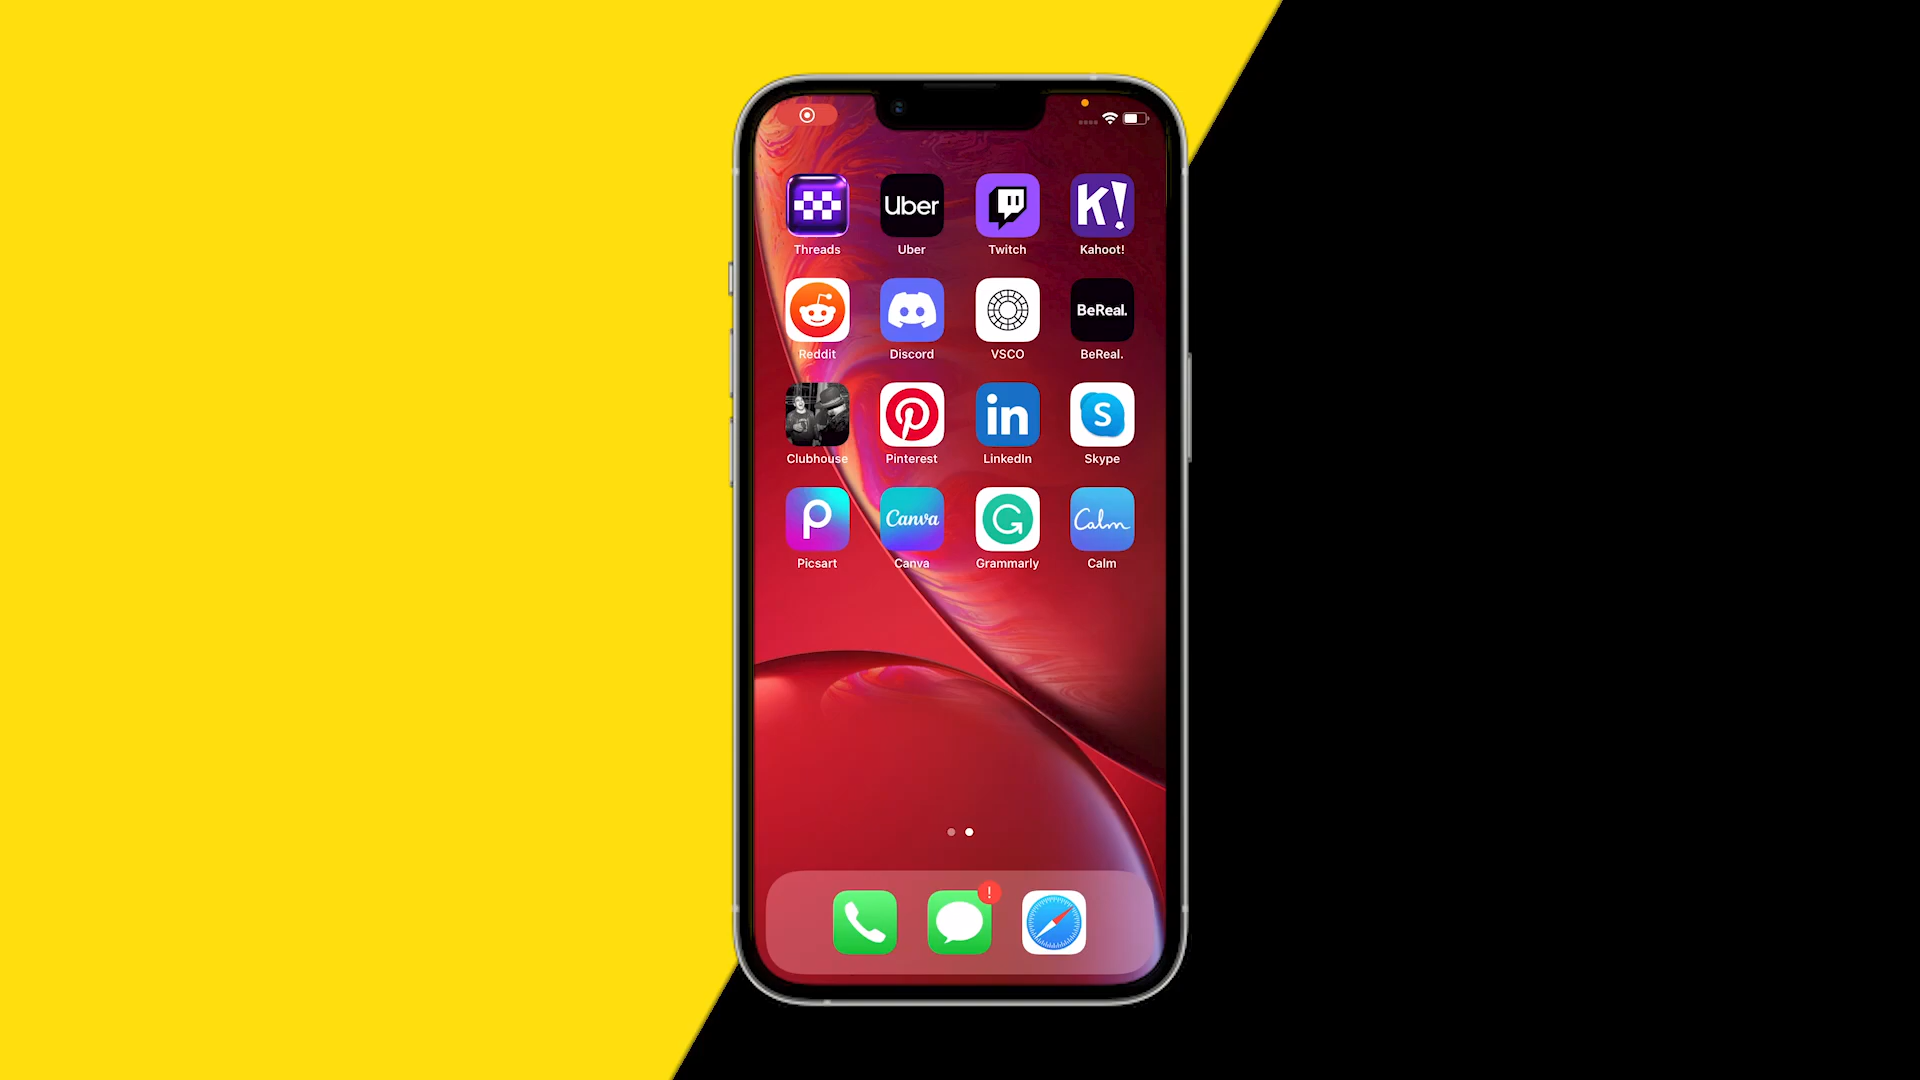 Uber
K!
Threads
Uber
Twitch
Kahoot!
BeReal.
Reddit
Discord
VSCO
BeReal.
in
S
Clubhouse
Pinterest
LinkedIn
Skype
Canva
Calm
Picsart
Canva
Grammarly
Calm
!